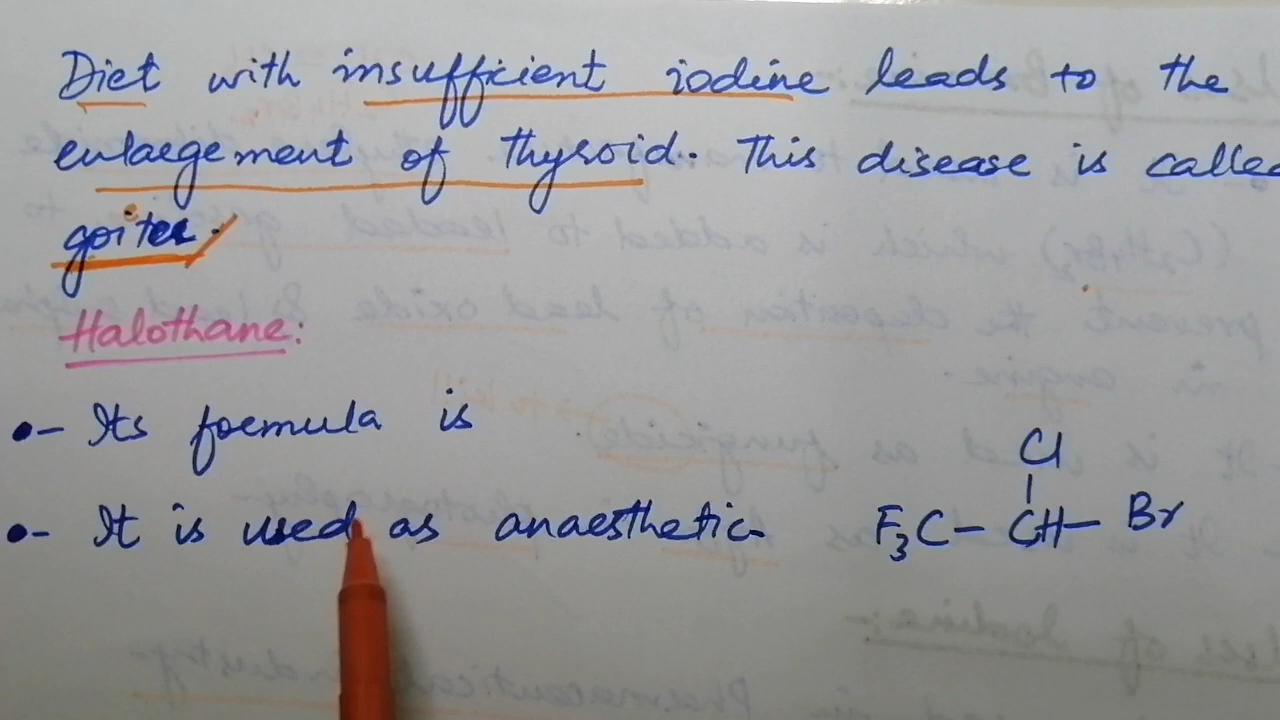 Diet with insufficient iodine leads to the
enlargement of thyroid. This disease is called
goiter.
Halothane:
- Its formula is
Cl
F₃C – CH – Br
- It is used as anaesthetic.